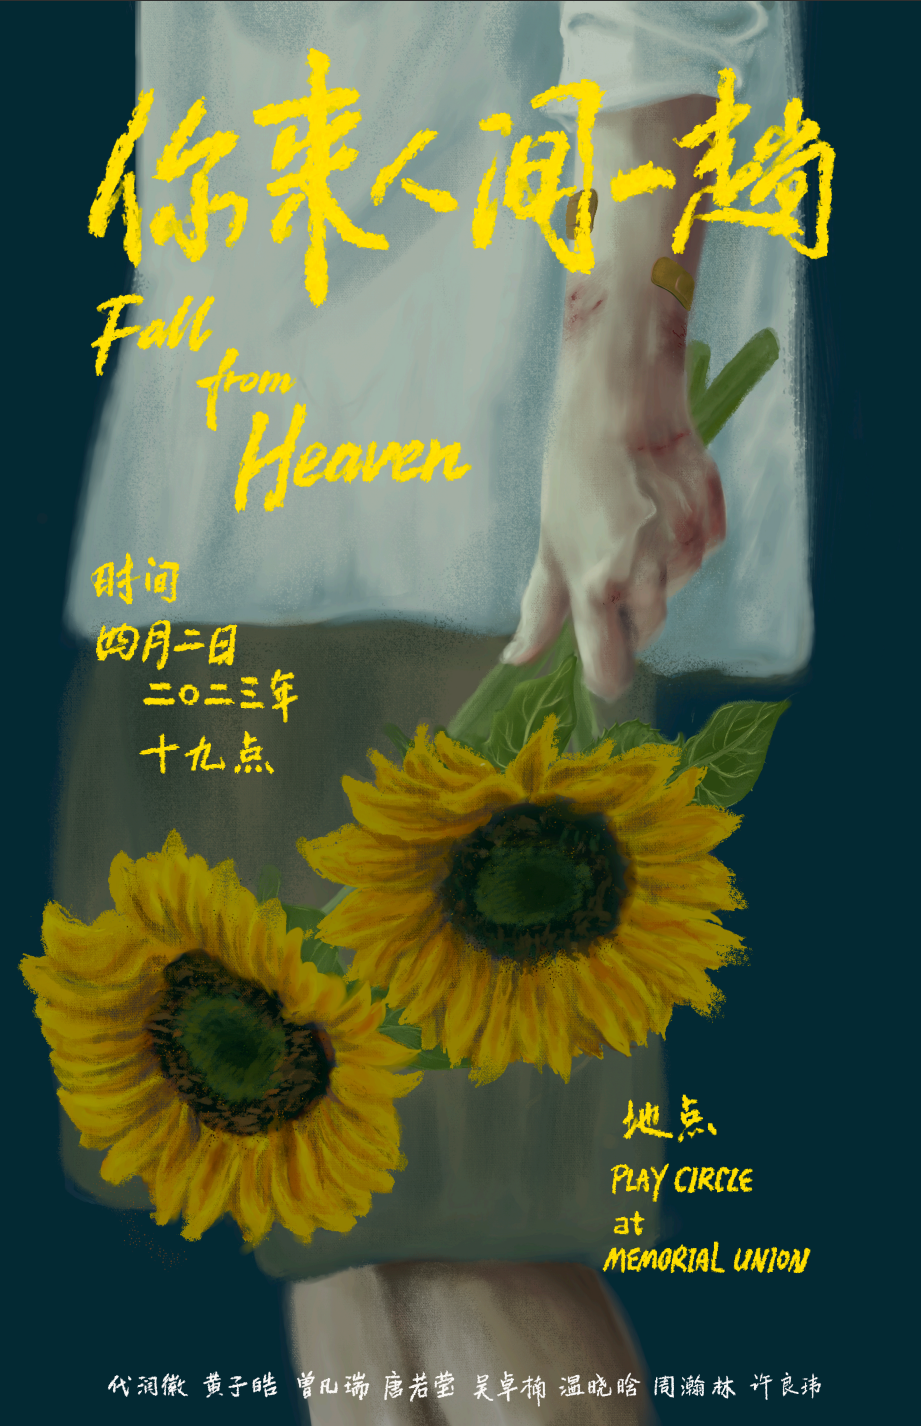 你来人间一趟
Fall
from
Heaven
时间
四月二日
二〇二三年
十九点
地点
PLAY CIRCLE
at
MEMORIAL UNION
代润徽 黄子皓 曾凡瑞 唐若莹 吴卓楠 温晓晗 周瀚林 许良玮